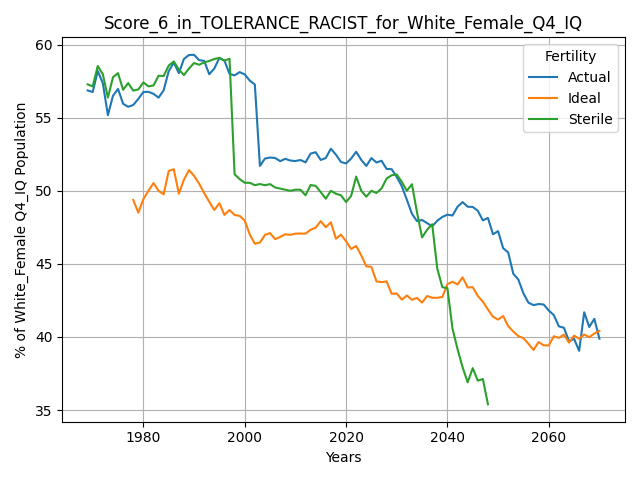 Score_6_in_TOLERANCE_RACIST_for_White_Female_Q4_IQ
% of White_Female Q4_IQ Population
60
55
50
45
40
35
Fertility
Actual
Ideal
Sterile
1980
2000
2020
2040
2060
Years